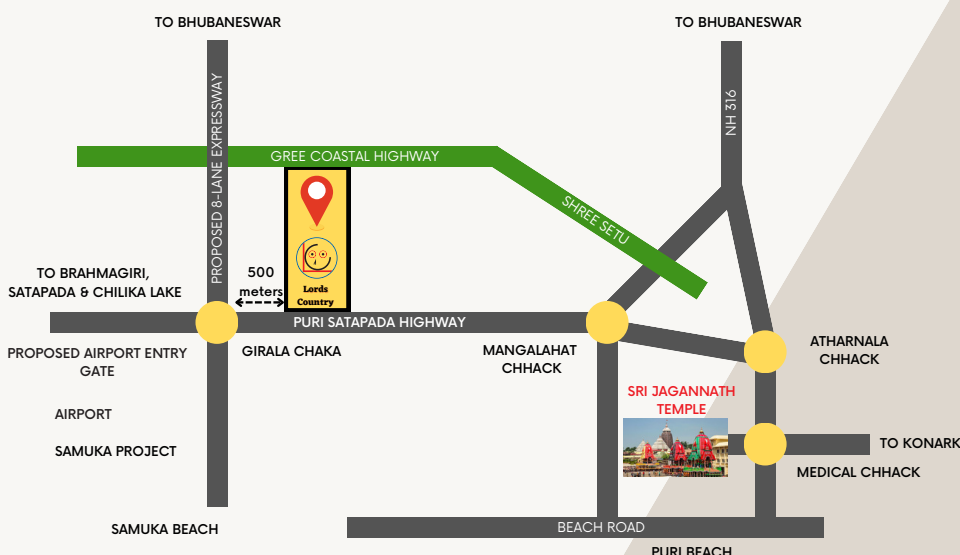 TO BHUBANESWAR
TO BHUBANESWAR
PROPOSED 8-LANE EXPRESSWAY
NH 316
GREE COASTAL HIGHWAY
SHREE SETU
500
meters
Lords
Country
TO BRAHMAGIRI,
SATAPADA & CHILIKA LAKE
PURI SATAPADA HIGHWAY
PROPOSED AIRPORT ENTRY
GATE
GIRALA CHAKA
MANGALAHAT
CHHACK
ATHARNALA
CHHACK
SRI JAGANNATH
TEMPLE
AIRPORT
SAMUKA PROJECT
TO KONARK
MEDICAL CHHACK
SAMUKA BEACH
BEACH ROAD
PURI BEACH